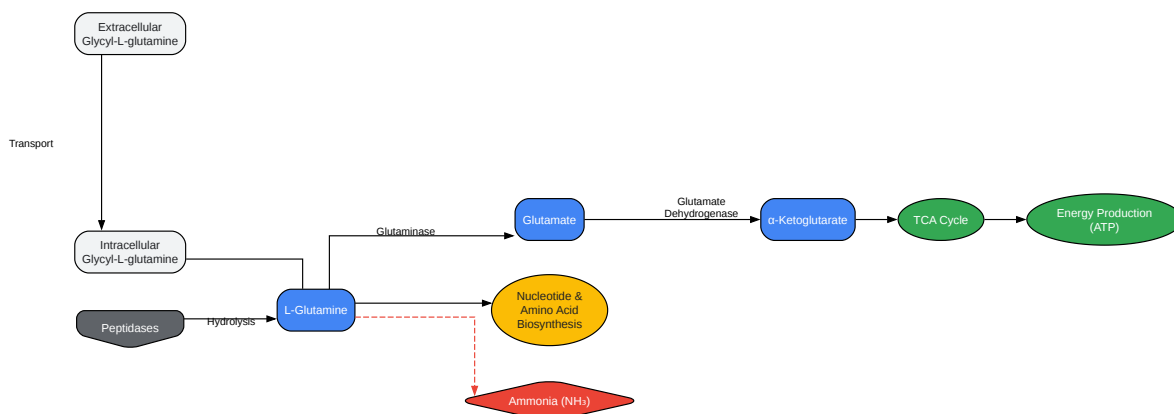 Extracellular
Glycyl-L-glutamine
Transport
Intracellular
Glycyl-L-glutamine
Peptidases
Hydrolysis
L-Glutamine
Glutaminase
Glutamate
Glutamate
Dehydrogenase
α-Ketoglutarate
TCA Cycle
Energy Production
(ATP)
Nucleotide &
Amino Acid
Biosynthesis
Ammonia (NH₃)